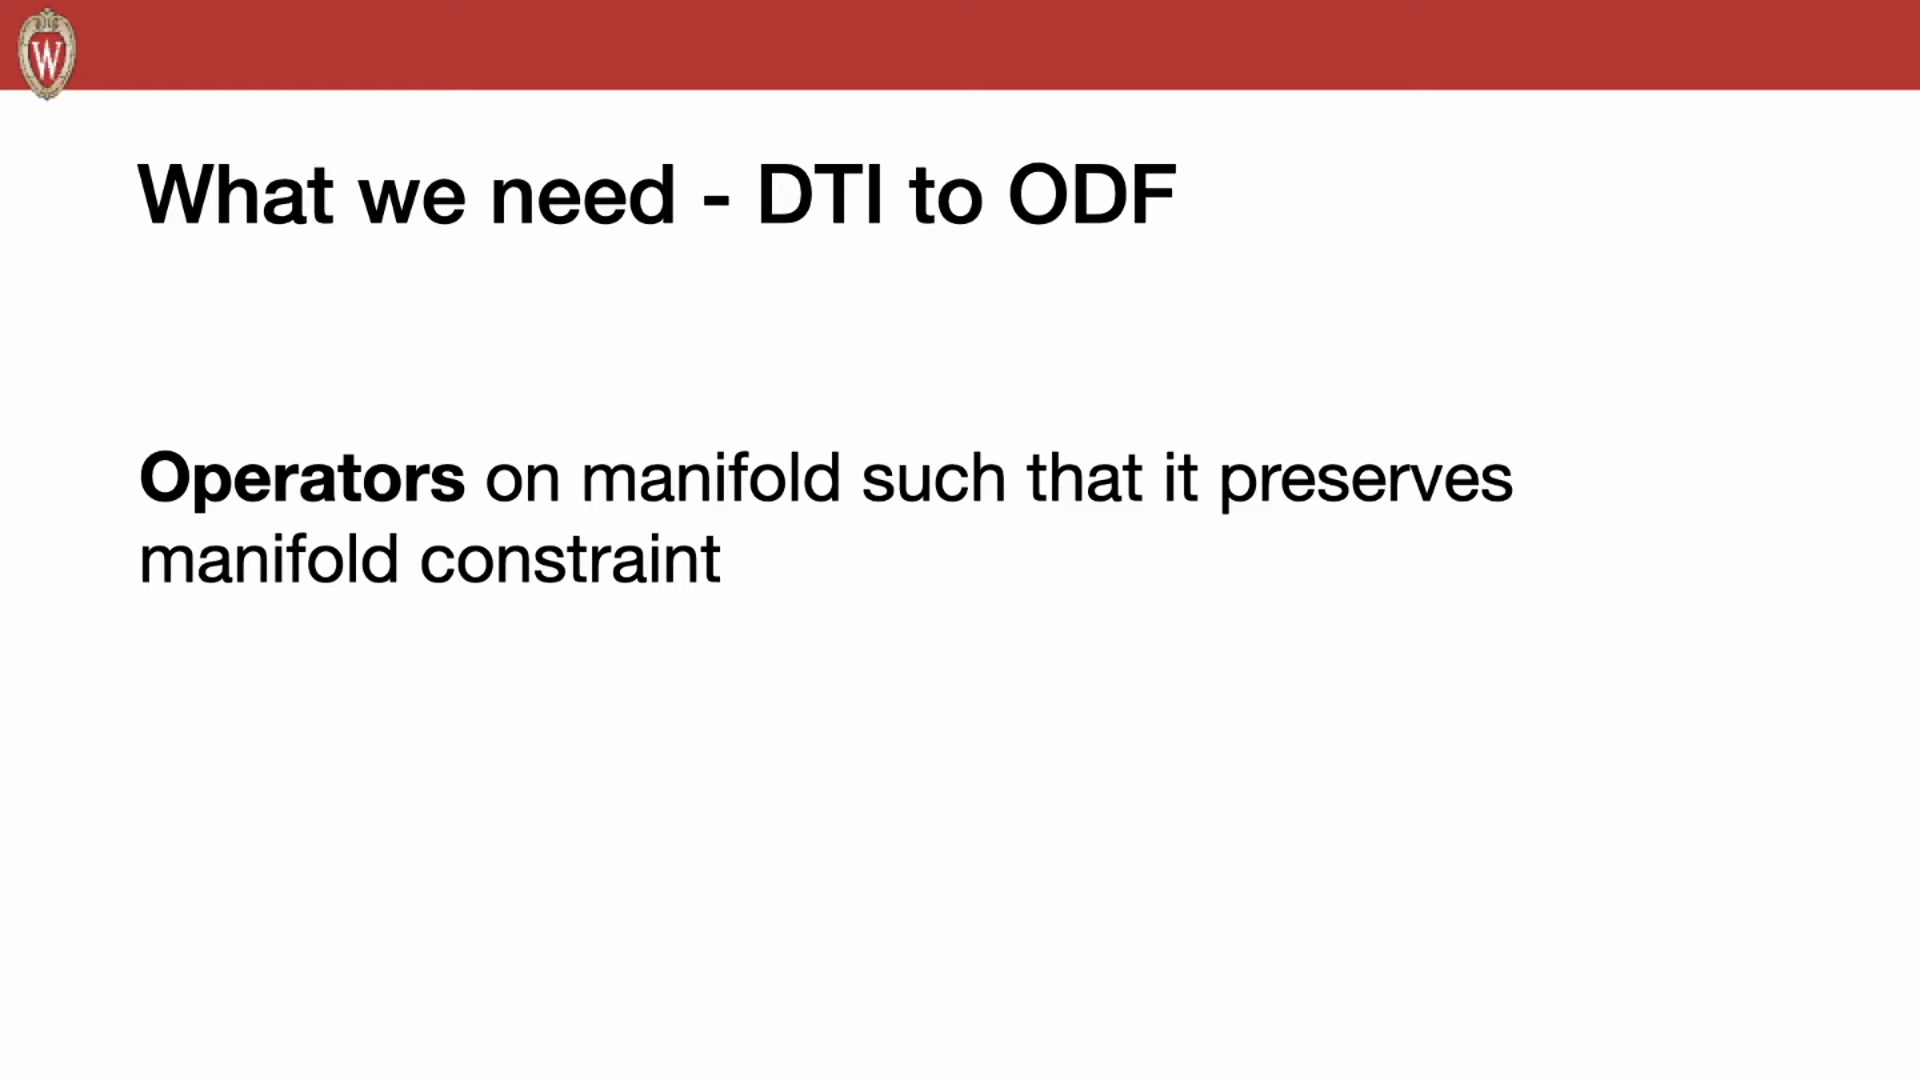 W
What we need - DTI to ODF
Operators on manifold such that it preserves
manifold constraint